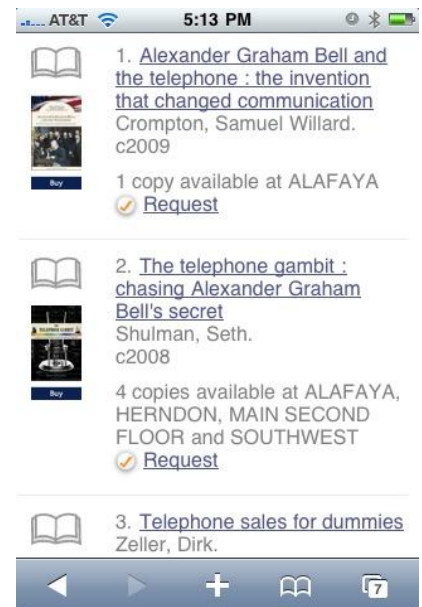 AT&T 5:13 PM
1. Alexander Graham Bell and
the telephone : the invention
that changed communication
Crompton, Samuel Willard.
c2009
Buy
1 copy available at ALAFAYA
Request
2. The telephone gambit :
chasing Alexander Graham
Bell's secret
Shulman, Seth.
c2008
Buy
4 copies available at ALAFAYA,
HERNDON, MAIN SECOND
FLOOR and SOUTHWEST
Request
3. Telephone sales for dummies
Zeller, Dirk.
7